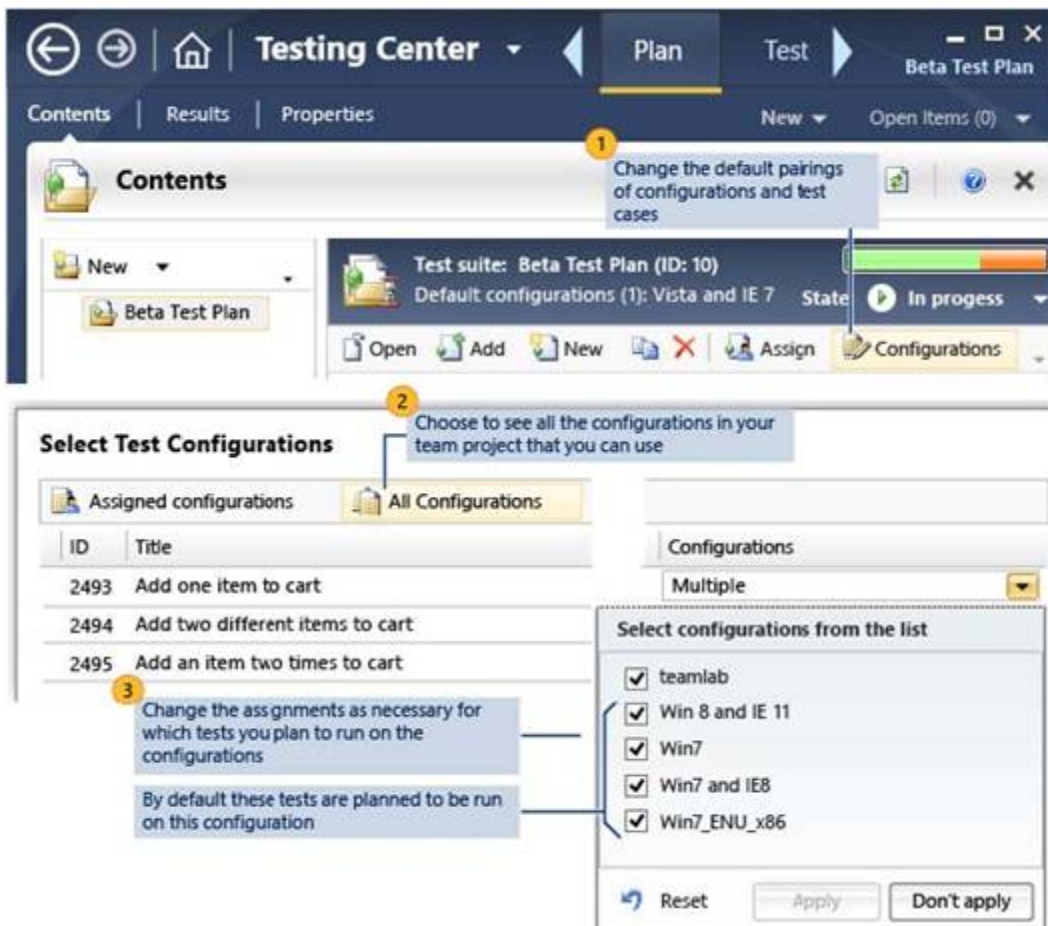 Testing Center
Plan
Test
Beta Test Plan
Contents
Results
Properties
New
Open Items (0)
1
Change the default pairings
of configurations and test
cases
Contents
New
Beta Test Plan
Test suite: Beta Test Plan (ID: 10)
Default configurations (1): Vista and IE 7
State
In progess
Open
Add
New
Assign
Configurations
2
Choose to see all the configurations in your
team project that you can use
Select Test Configurations
Assigned configurations
All Configurations
ID Title
Configurations
2493 Add one item to cart
Multiple
2494 Add two different items to cart
2495 Add an item two times to cart
Select configurations from the list
teamlab
Win 8 and IE 11
Win7
Win7 and IE8
Win7_ENU_x86
3
Change the assignments as necessary for
which tests you plan to run on the
configurations
By default these tests are planned to be run
on this configuration
Reset
Apply
Don't apply